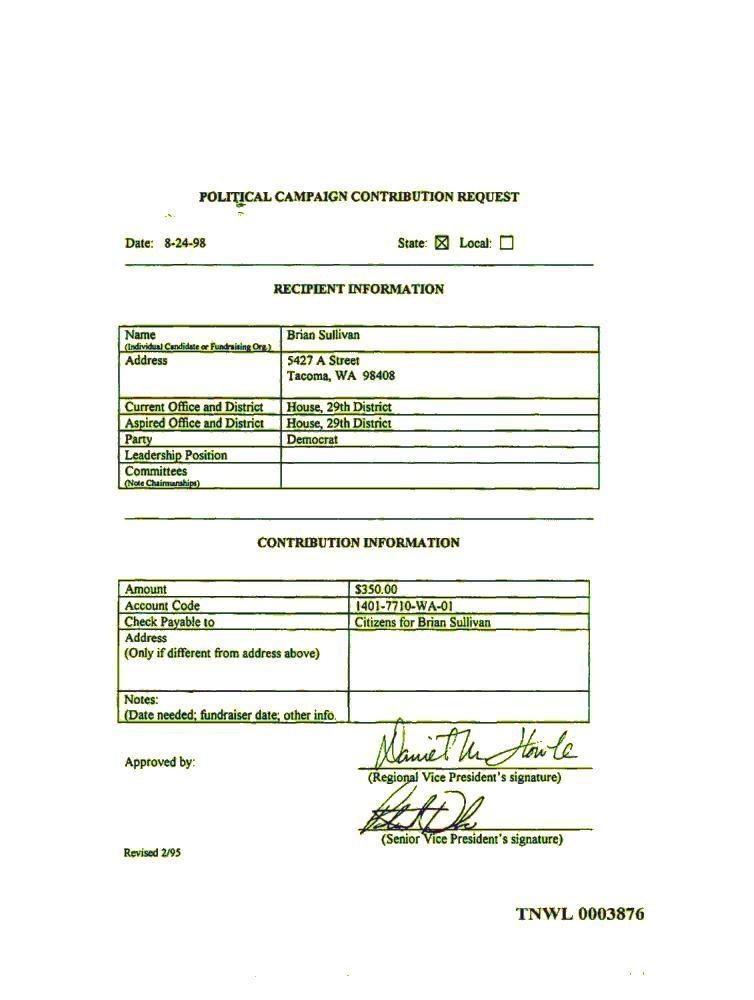 POLITICAL CAMPAIGN CONTRIBUTION REQUEST
Date: 8-24-98 State: ☒ Local: ☐
RECIPIENT INFORMATION
Name Brian Sullivan
(Individual Candidate or Fundraising Org.)
Address 5427 A Street
Tacoma, WA 98408
Current Office and District House, 29th District
Aspired Office and District House, 29th District
Party Democrat
Leadership Position
Committees
(Note Chairmanships)
CONTRIBUTION INFORMATION
Amount $350.00
Account Code 1401-7710-WA-01
Check Payable to Citizens for Brian Sullivan
Address
(Only if different from address above)
Notes:
(Date needed; fundraiser date; other info.
Daniel M Howle
Approved by:
(Regional Vice President's signature)
(Senior Vice President's signature)
Revised 2/95
TNWL 0003876